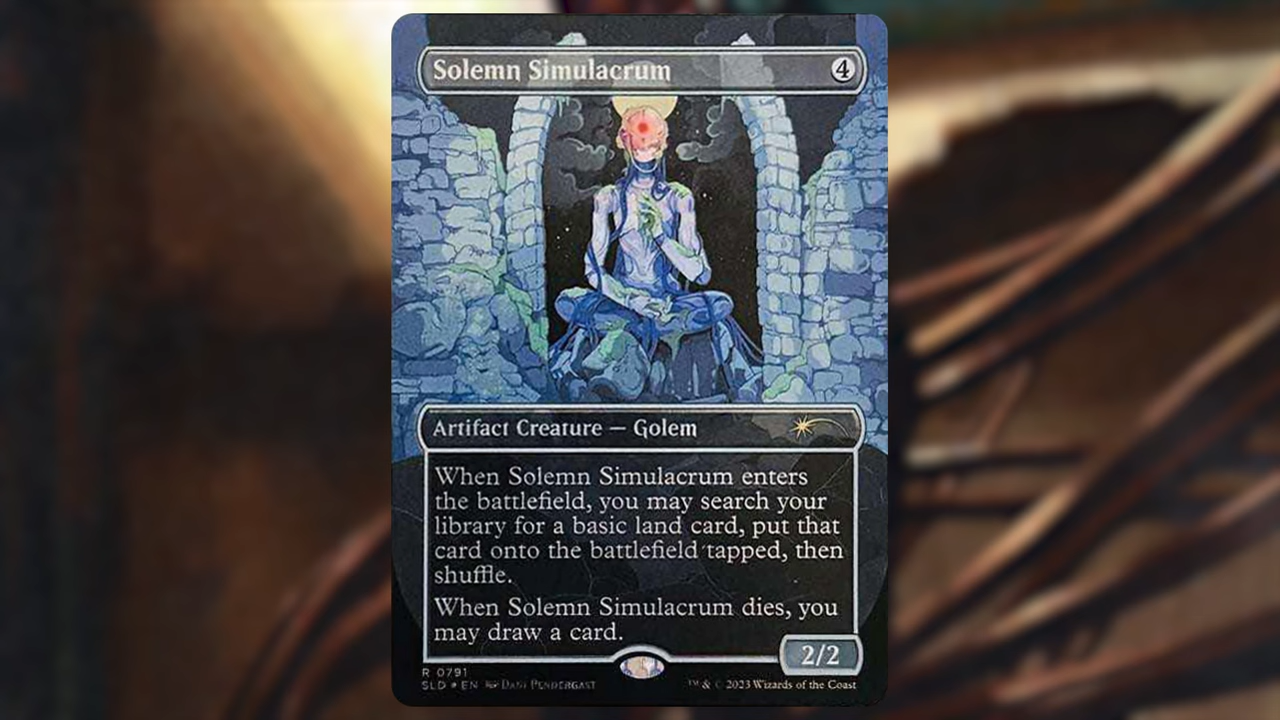 Solemn Simulacrum 4
Artifact Creature — Golem
When Solemn Simulacrum enters
the battlefield, you may search your
library for a basic land card, put that
card onto the battlefield tapped, then
shuffle.
When Solemn Simulacrum dies, you
may draw a card.
2/2
R 0791
SLD ★ EN Dani Pendergast
™ & © 2023 Wizards of the Coast